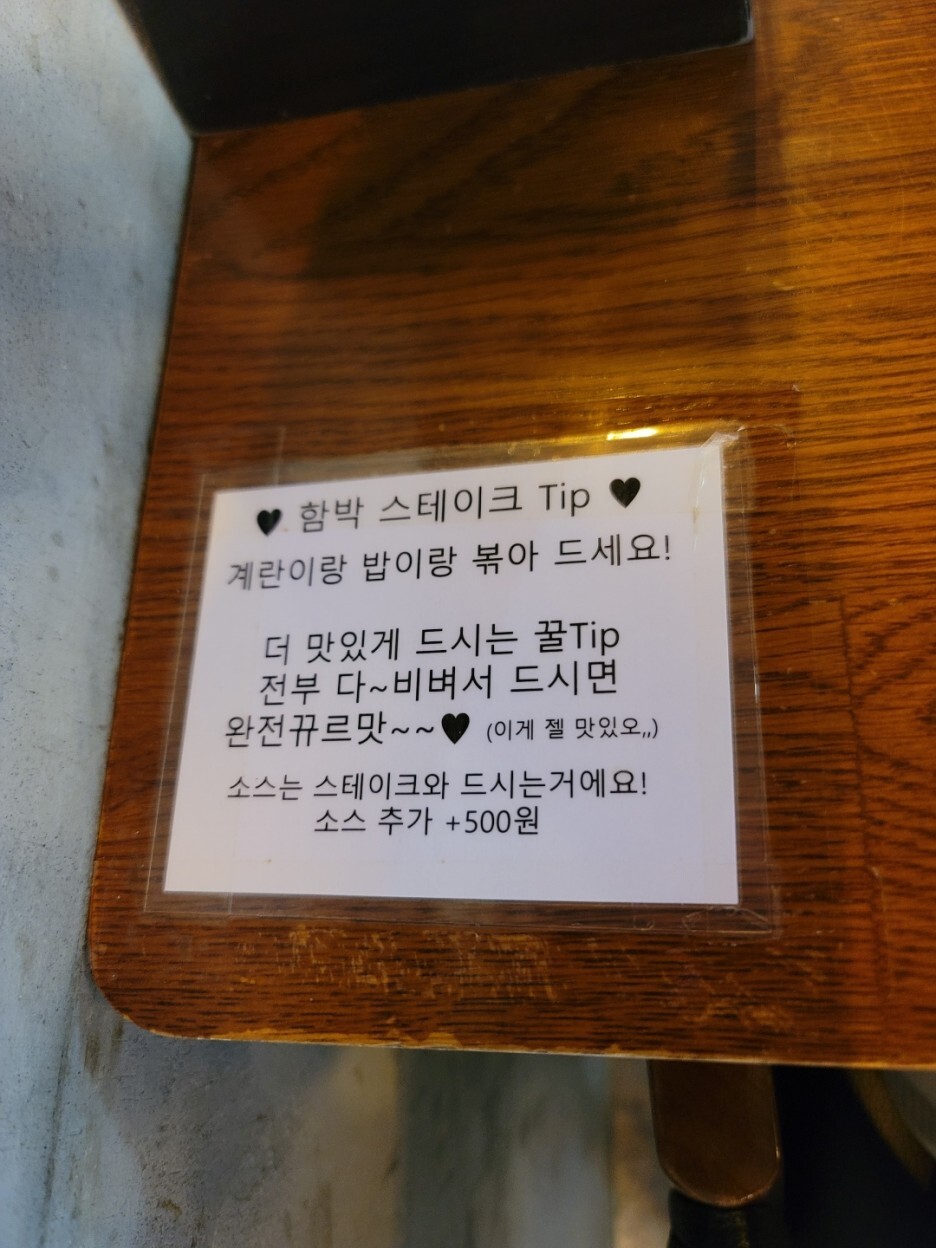 ♥ 함박 스테이크 Tip ♥
계란이랑 밥이랑 볶아 드세요!
더 맛있게 드시는 꿀Tip
전부 다~비벼서 드시면
완전뀨르맛~~♥ (이게 젤 맛있오,,)
소스는 스테이크와 드시는거에요!
소스 추가 +500원